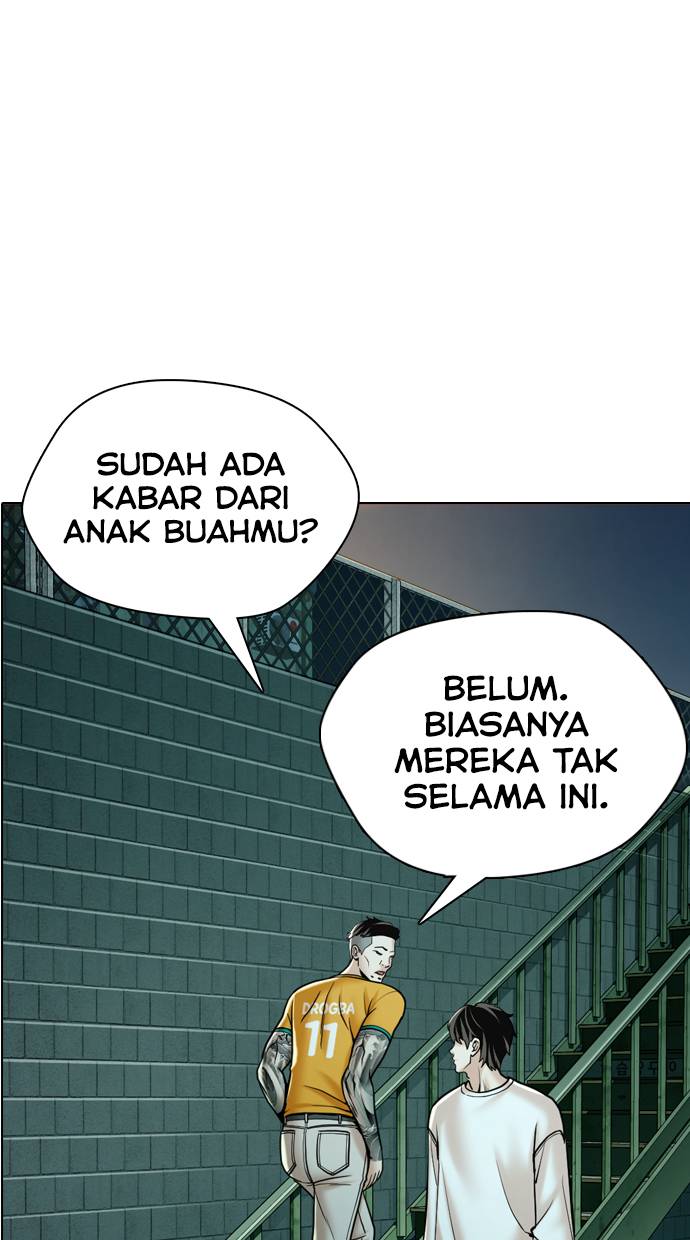 SUDAH ADA
KABAR DARI
ANAK BUAHMU?
BELUM.
BIASANYA
MEREKA TAK
SELAMA INI.
DROGBA
11